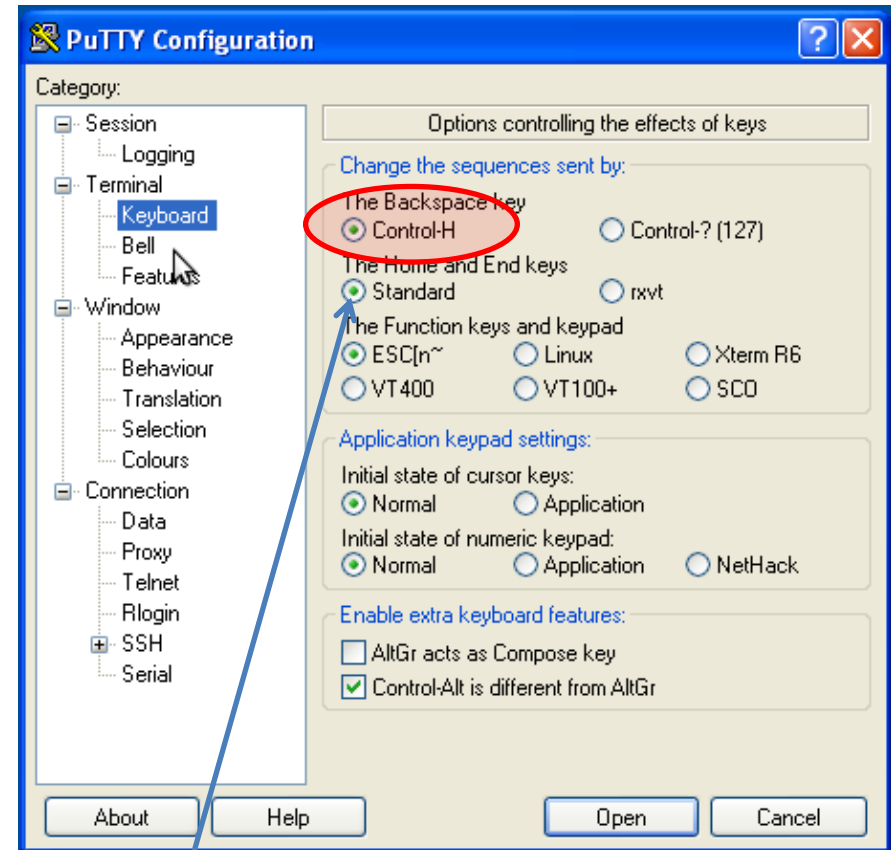 PuTTY Configuration
Category:
Session
Logging
Terminal
Keyboard
Bell
Features
Window
Appearance
Behaviour
Translation
Selection
Colours
Connection
Data
Proxy
Telnet
Rlogin
SSH
Serial
Options controlling the effects of keys
Change the sequences sent by:
The Backspace key
Control-H Control-? (127)
The Home and End keys
Standard rxvt
The Function keys and keypad
ESC[n~ Linux Xterm R6
VT400 VT100+ SCO
Application keypad settings:
Initial state of cursor keys:
Normal Application
Initial state of numeric keypad:
Normal Application NetHack
Enable extra keyboard features:
AltGr acts as Compose key
Control-Alt is different from AltGr
About Help Open Cancel